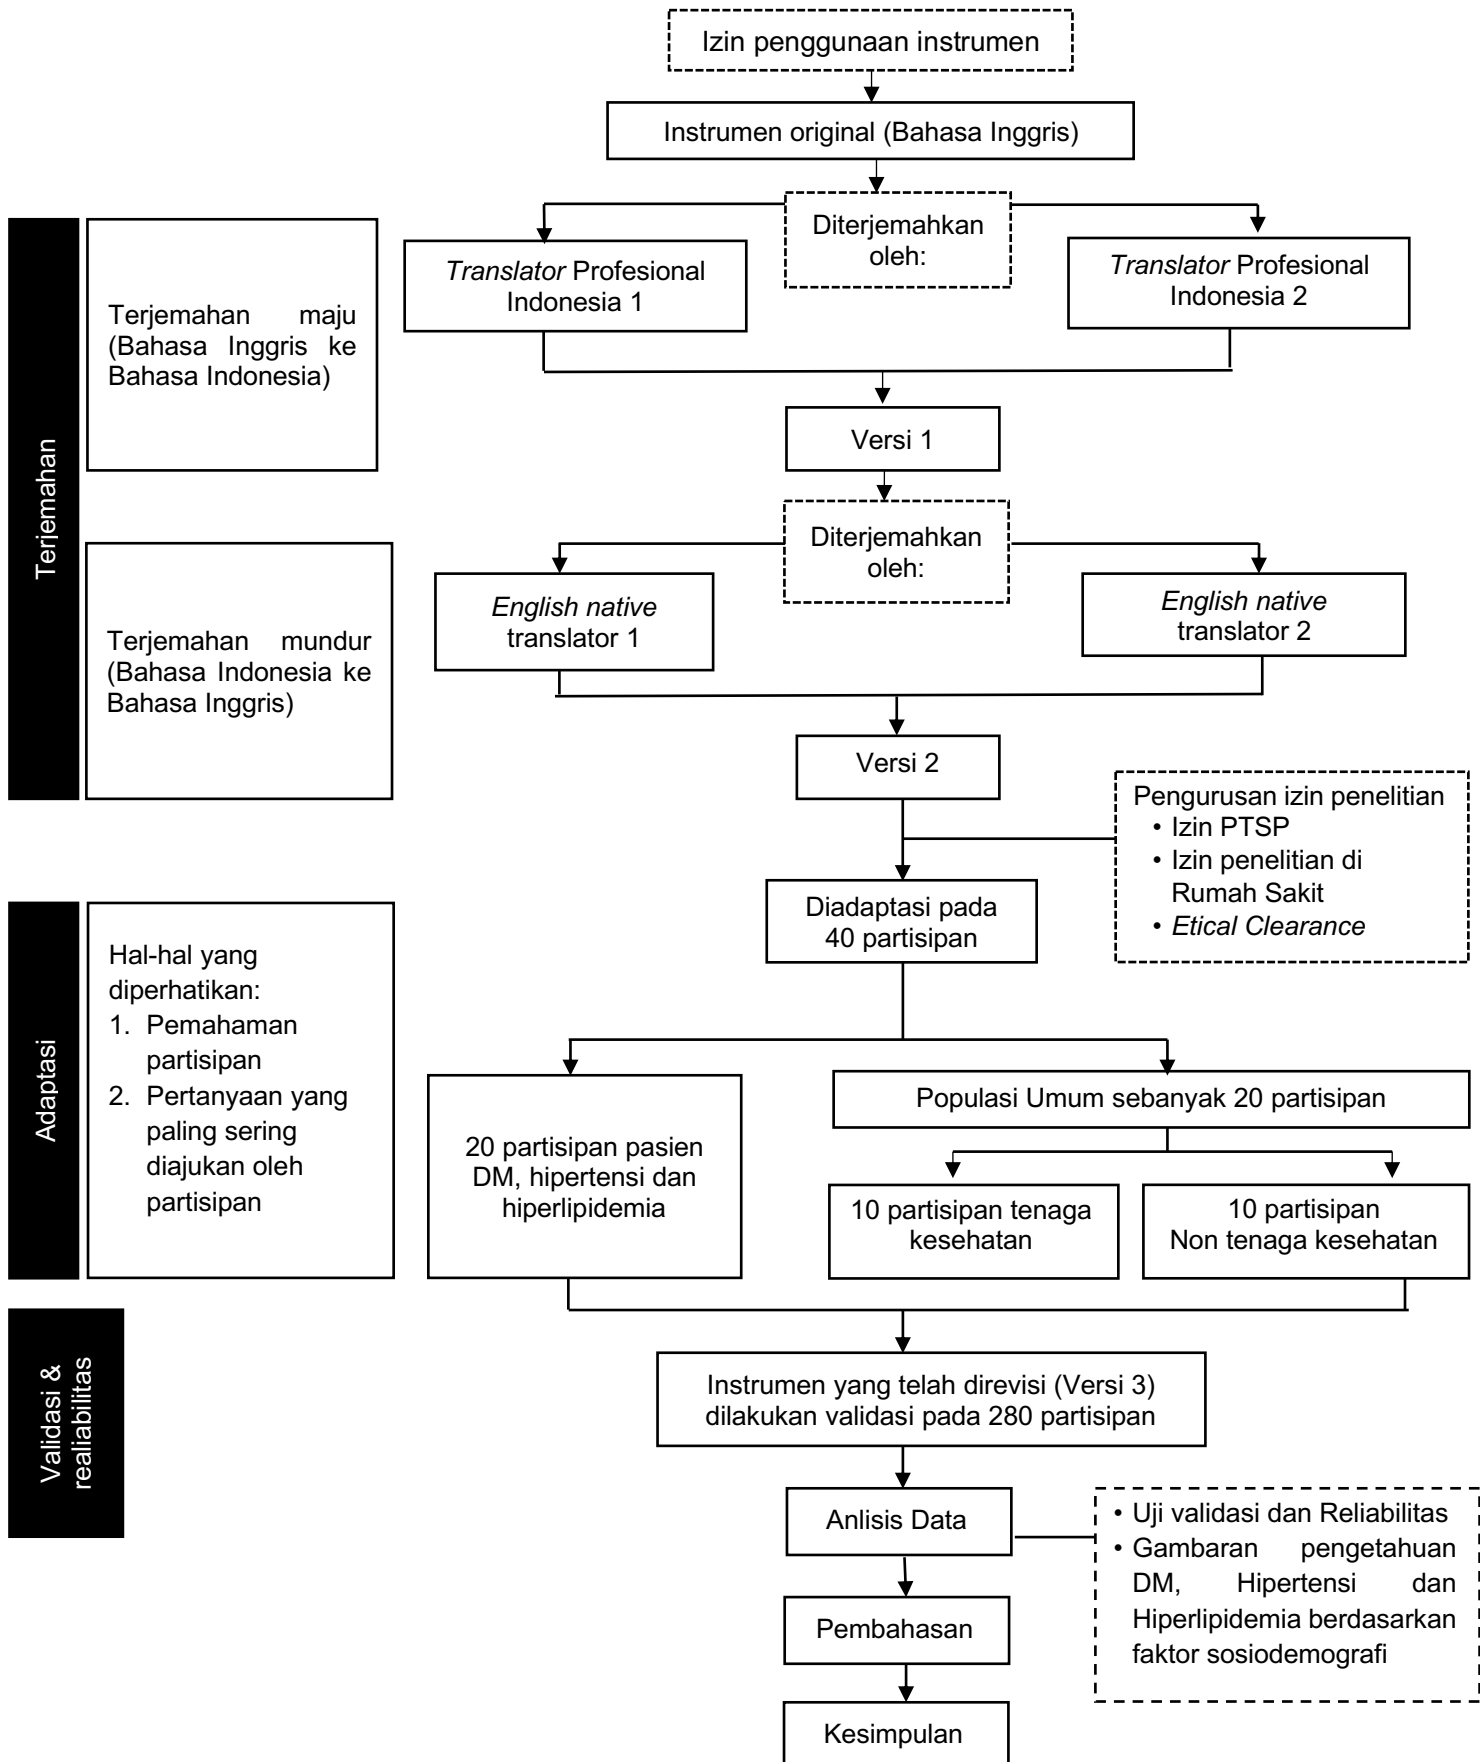 Izin penggunaan instrumen
Instrumen original (Bahasa Inggris)
Diterjemahkan
oleh:
Translator Profesional
Indonesia 1
Translator Profesional
Indonesia 2
Terjemahan
Terjemahan maju
(Bahasa Inggris ke
Bahasa Indonesia)
Versi 1
Diterjemahkan
oleh:
English native
translator 1
English native
translator 2
Terjemahan mundur
(Bahasa Indonesia ke
Bahasa Inggris)
Versi 2
Pengurusan izin penelitian
• Izin PTSP
• Izin penelitian di
Rumah Sakit
• Etical Clearance
Diadaptasi pada
40 partisipan
Adaptasi
Hal-hal yang
diperhatikan:
1. Pemahaman
partisipan
2. Pertanyaan yang
paling sering
diajukan oleh
partisipan
20 partisipan pasien
DM, hipertensi dan
hiperlipidemia
Populasi Umum sebanyak 20 partisipan
10 partisipan tenaga
kesehatan
10 partisipan
Non tenaga kesehatan
Validasi &
realiabilitas
Instrumen yang telah direvisi (Versi 3)
dilakukan validasi pada 280 partisipan
Anlisis Data
• Uji validasi dan Reliabilitas
• Gambaran pengetahuan
DM, Hipertensi dan
Hiperlipidemia berdasarkan
faktor sosiodemografi
Pembahasan
Kesimpulan